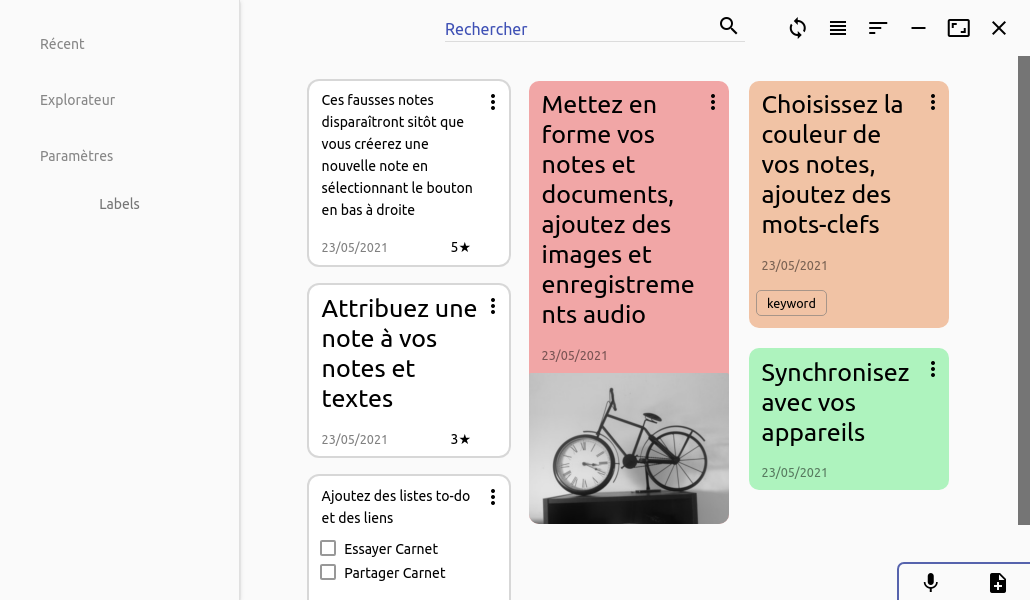 Récent
Explorateur
Paramètres
Labels
Rechercher
Ces fausses notes
disparaîtront sitôt que
vous créerez une
nouvelle note en
sélectionnant le bouton
en bas à droite
23/05/2021
5★
Attribuez une
note à vos
notes et
textes
23/05/2021
3★
Ajoutez des listes to-do
et des liens
Essayer Carnet
Partager Carnet
Mettez en
forme vos
notes et
documents,
ajoutez des
images et
enregistreme
nts audio
23/05/2021
Choisissez la
couleur de
vos notes,
ajoutez des
mots-clefs
23/05/2021
keyword
Synchronisez
avec vos
appareils
23/05/2021